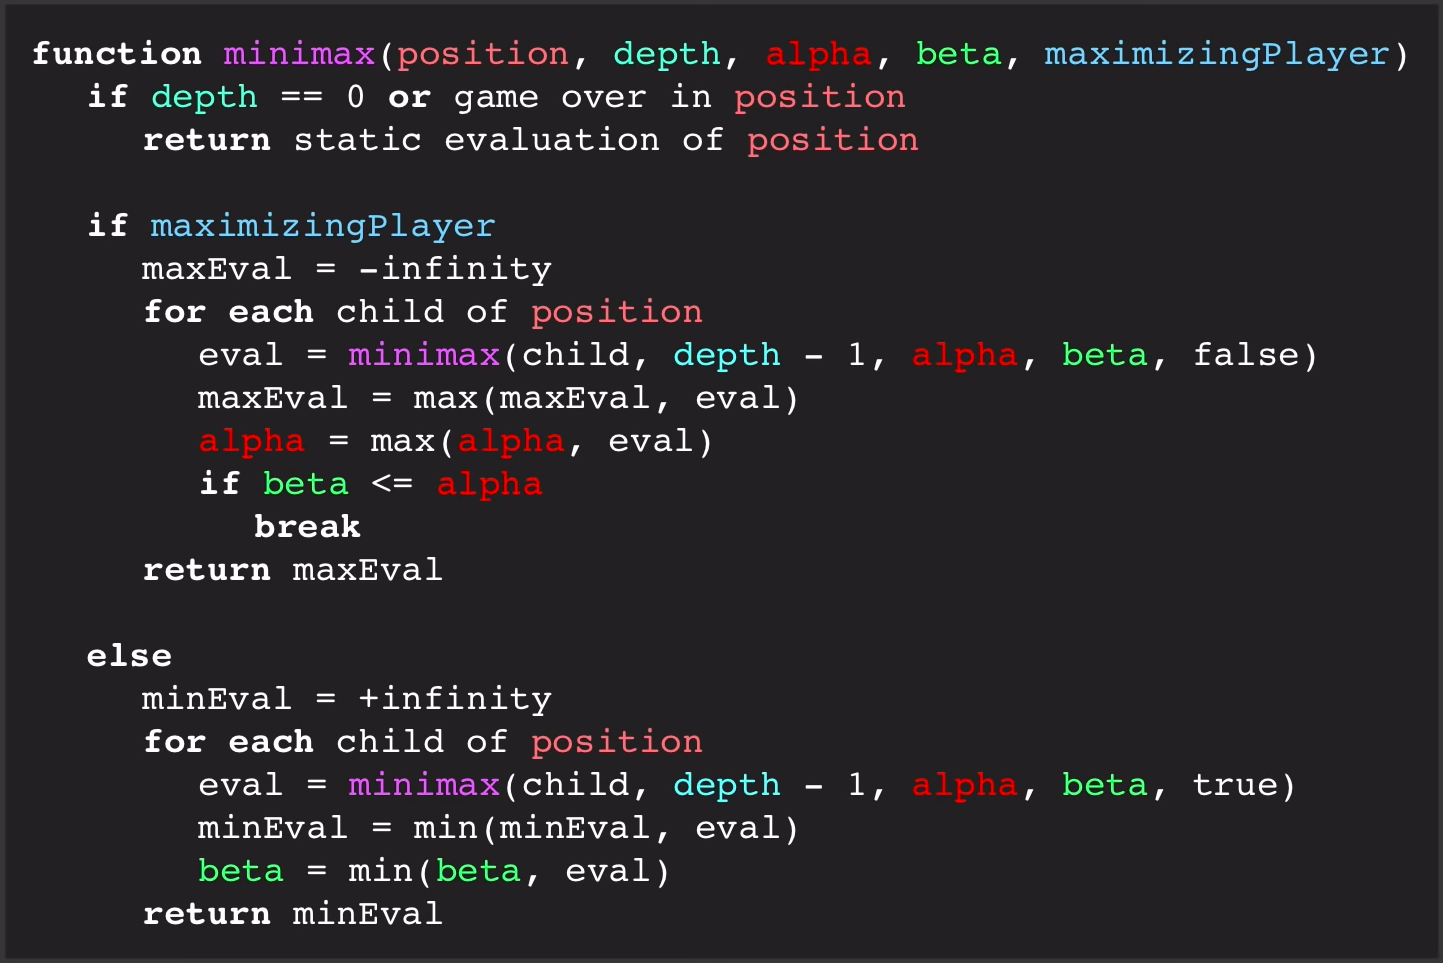 function minimax(position, depth, alpha, beta, maximizingPlayer)
if depth == 0 or game over in position
return static evaluation of position
if maximizingPlayer
maxEval = -infinity
for each child of position
eval = minimax(child, depth - 1, alpha, beta, false)
maxEval = max(maxEval, eval)
alpha = max(alpha, eval)
if beta <= alpha
break
return maxEval
else
minEval = +infinity
for each child of position
eval = minimax(child, depth - 1, alpha, beta, true)
minEval = min(minEval, eval)
beta = min(beta, eval)
return minEval